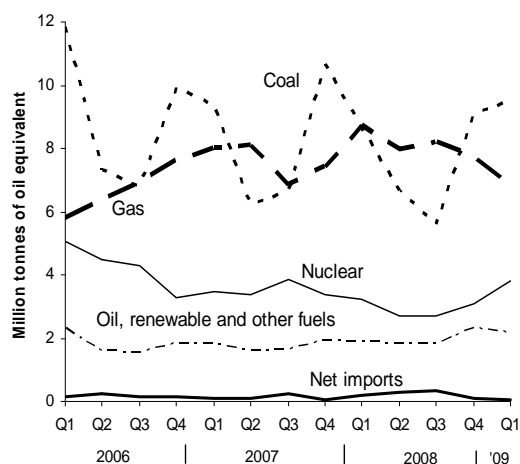 Million tonnes of oil equivalent
12
10
8
6
4
2
0
Coal
Gas
Nuclear
Oil, renewable and other fuels
Net imports
Q1 Q2 Q3 Q4 Q1 Q2 Q3 Q4 Q1 Q2 Q3 Q4 Q1
2006 2007 2008 '09